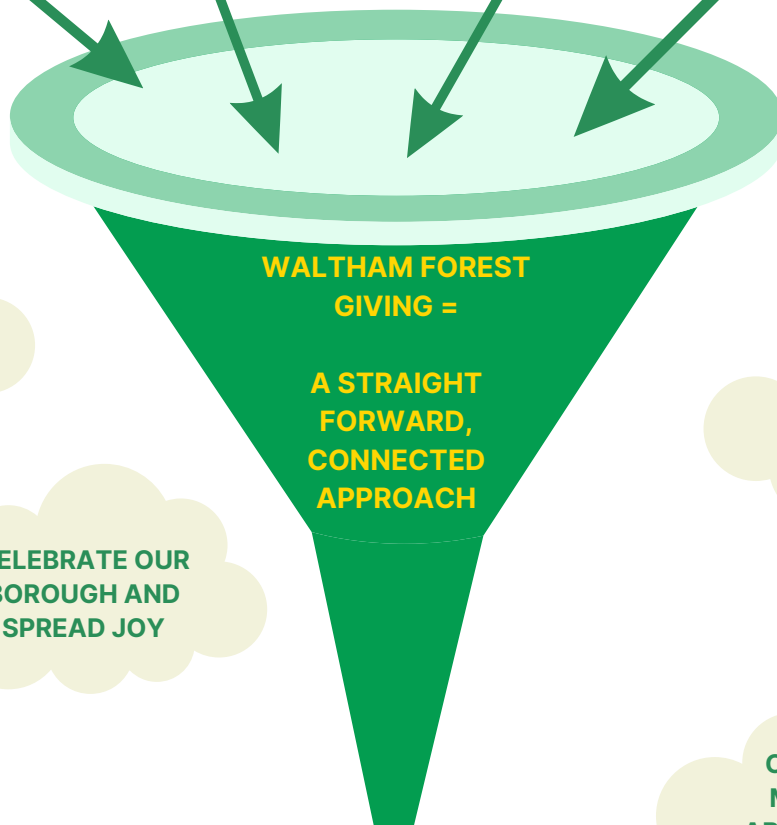 WALTHAM FOREST
GIVING =
A STRAIGHT
FORWARD,
CONNECTED
APPROACH
ELEBRATE OUR
BOROUGH AND
SPREAD JOY